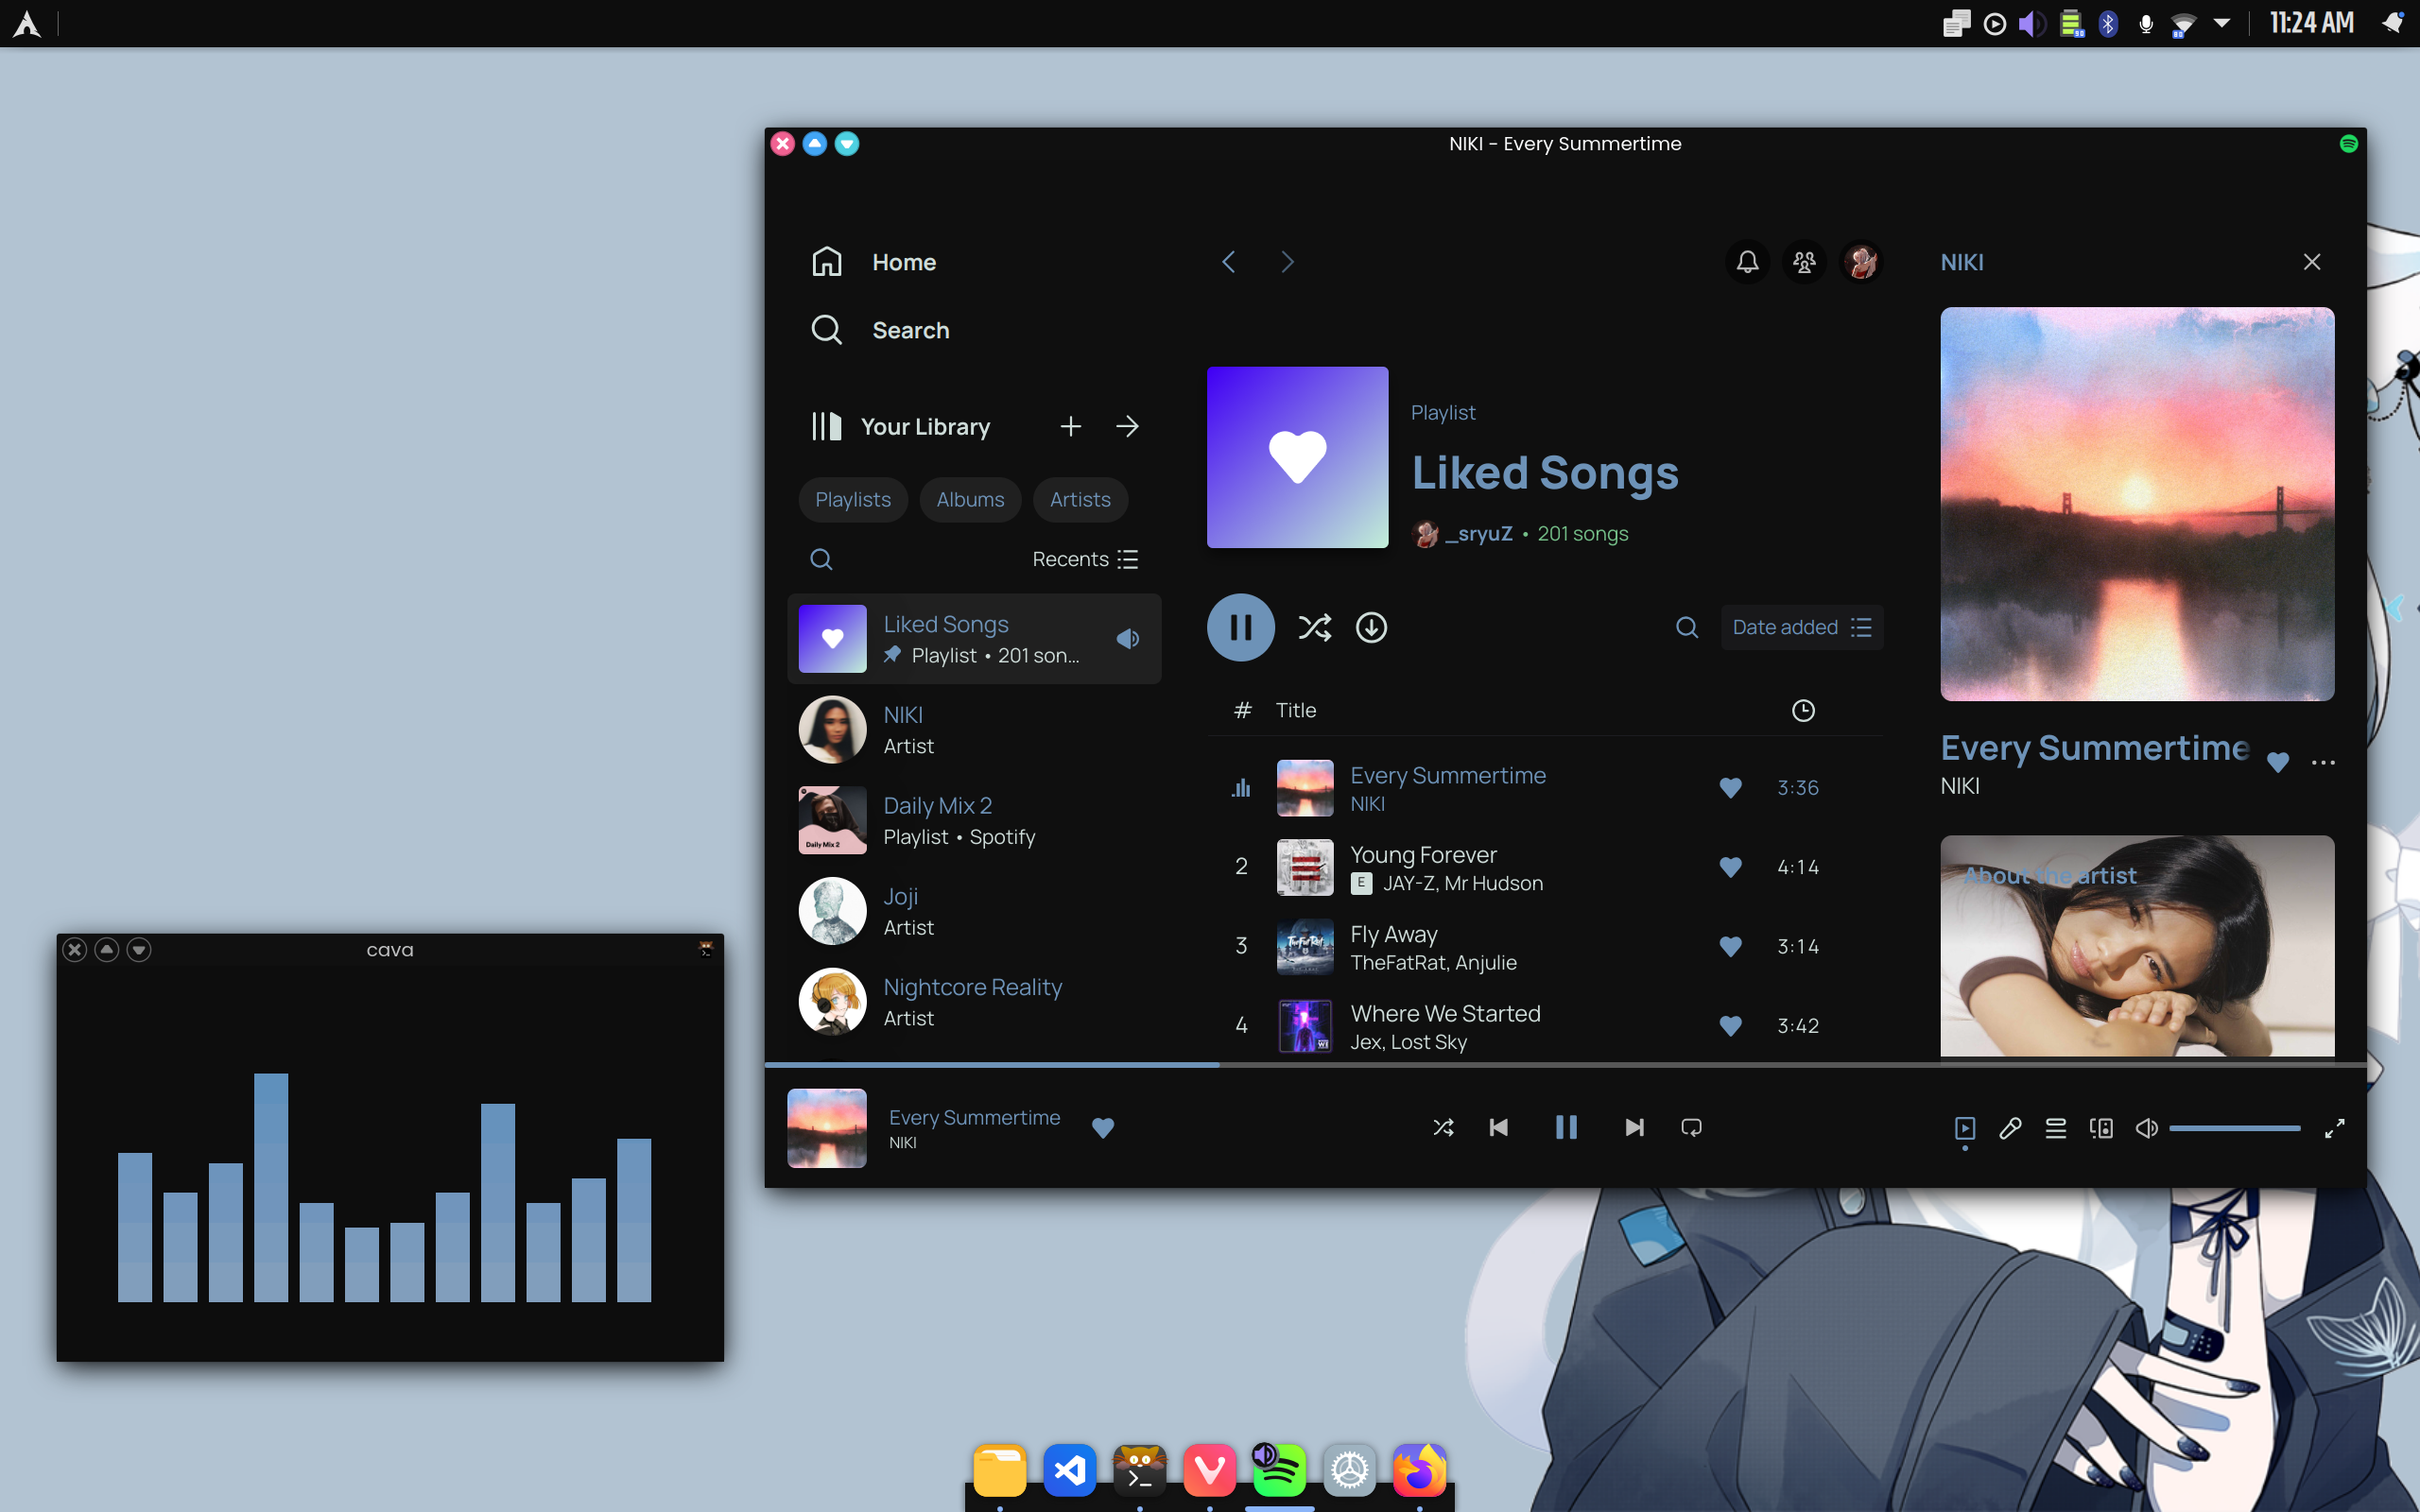 11:24 AM
NIKI - Every Summertime
Home
Search
Your Library
Playlists
Albums
Artists
Recents
Liked Songs
Playlist • 201 son...
NIKI
Artist
Daily Mix 2
Playlist • Spotify
Daily Mix 2
Joji
Artist
Nightcore Reality
Artist
Playlist
Liked Songs
_sryuZ • 201 songs
Date added
# Title
Every Summertime
NIKI
3:36
2
Young Forever
E JAY-Z, Mr Hudson
4:14
3
Fly Away
TheFatRat, Anjulie
3:14
4
Where We Started
Jex, Lost Sky
3:42
NIKI
Every Summertime
NIKI
About the artist
Every Summertime
NIKI
cava